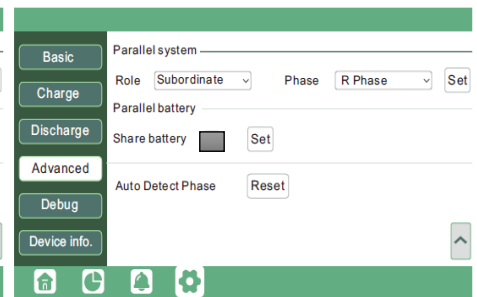 Basic
Charge
Discharge
Advanced
Debug
Device info.
Parallel system
Role Subordinate Phase R Phase Set
Parallel battery
Share battery Set
Auto Detect Phase Reset